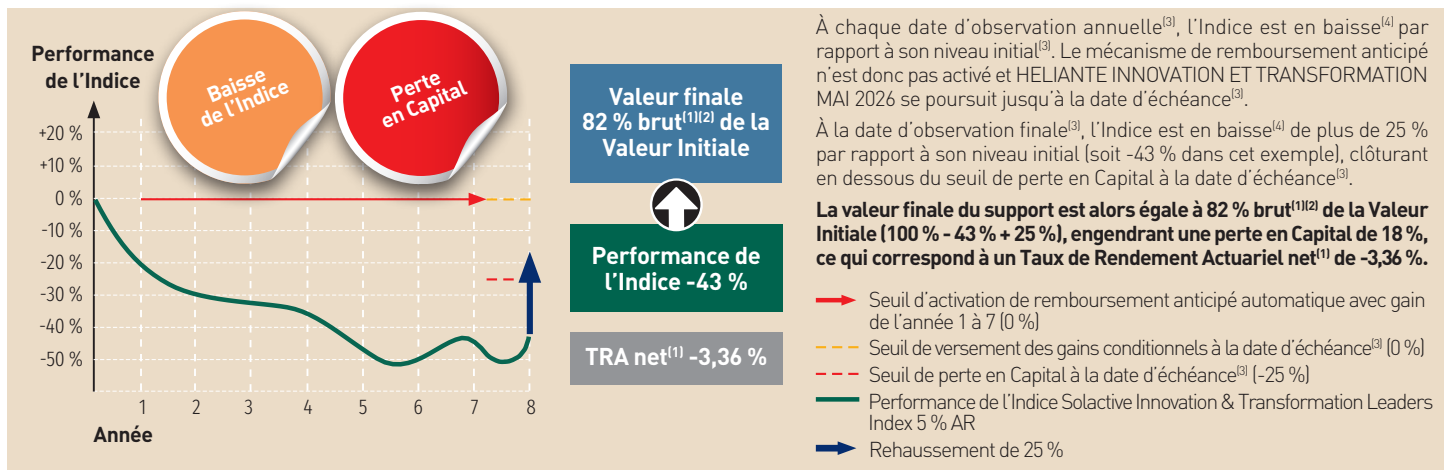 Performance
de l'Indice
Baisse
de l'Indice
Perte
en Capital
+20 %
+10 %
0 %
-10 %
-20 %
-30 %
-40 %
-50 %
1 2 3 4 5 6 7 8
Année
Valeur finale
82 % brut(1)(2) de la
Valeur Initiale
Performance de
l'Indice -43 %
TRA net(1) -3,36 %
À chaque date d'observation annuelle(3), l'Indice est en baisse(4) par
rapport à son niveau initial(3). Le mécanisme de remboursement anticipé
n'est donc pas activé et HELIANTE INNOVATION ET TRANSFORMATION
MAI 2026 se poursuit jusqu'à la date d'échéance(3).
À la date d'observation finale(3), l'Indice est en baisse(4) de plus de 25 %
par rapport à son niveau initial (soit -43 % dans cet exemple), clôturant
en dessous du seuil de perte en Capital à la date d'échéance(3).
La valeur finale du support est alors égale à 82 % brut(1)(2) de la Valeur
Initiale (100 % - 43 % + 25 %), engendrant une perte en Capital de 18 %,
ce qui correspond à un Taux de Rendement Actuariel net(1) de -3,36 %.
Seuil d'activation de remboursement anticipé automatique avec gain
de l'année 1 à 7 (0 %)
Seuil de versement des gains conditionnels à la date d'échéance(3) (0 %)
Seuil de perte en Capital à la date d'échéance(3) (-25 %)
Performance de l'Indice Solactive Innovation & Transformation Leaders
Index 5 % AR
Rehaussement de 25 %